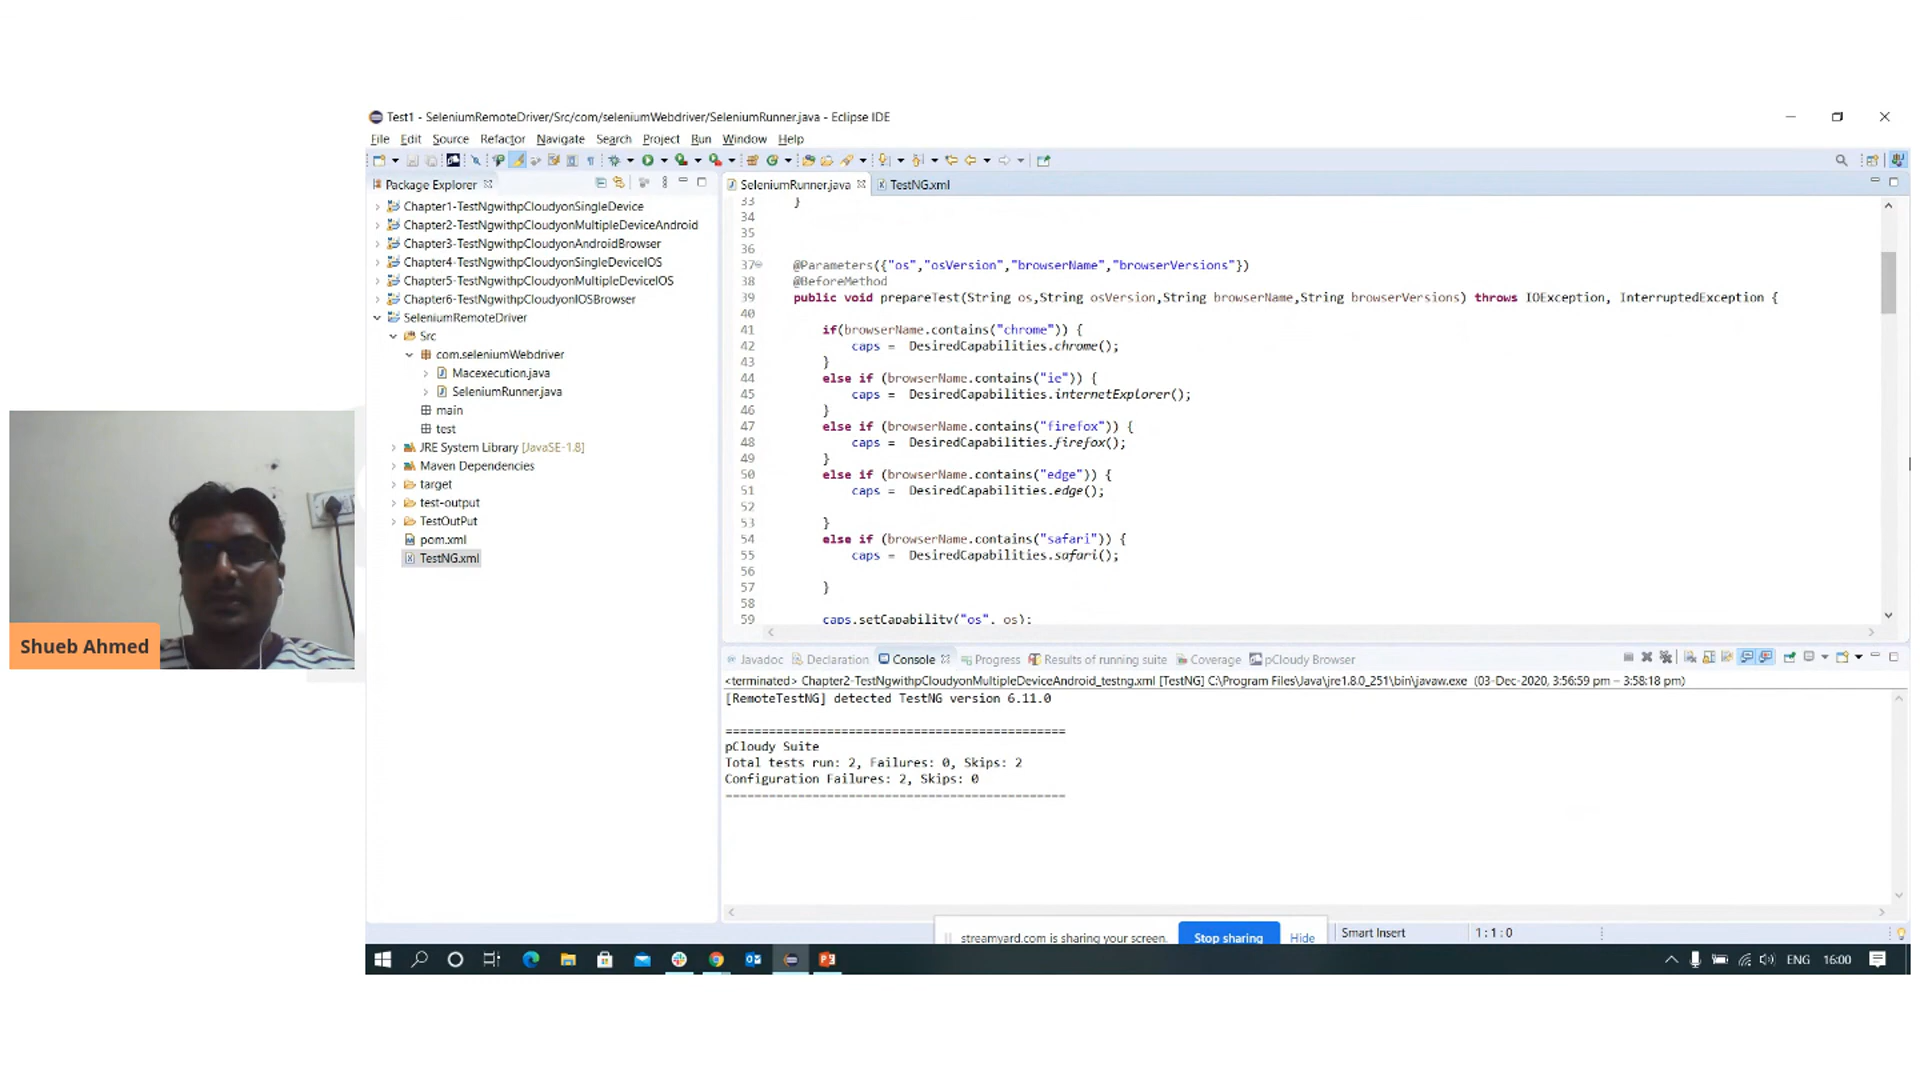 Test1 - SeleniumRemoteDriver/Src/com/seleniumWebdriver/SeleniumRunner.java - Eclipse IDE
File Edit Source Refactor Navigate Search Project Run Window Help
Package Explorer
Chapter1-TestNgwithpCloudyonSingleDevice
Chapter2-TestNgwithpCloudyonMultipleDeviceAndroid
Chapter3-TestNgwithpCloudyonAndroidBrowser
Chapter4-TestNgwithpCloudyonSingleDeviceIOS
Chapter5-TestNgwithpCloudyonMultipleDeviceIOS
Chapter6-TestNgwithpCloudyonIOSBrowser
SeleniumRemoteDriver
Src
com.seleniumWebdriver
Macexecution.java
SeleniumRunner.java
main
test
JRE System Library [JavaSE-1.8]
Maven Dependencies
target
test-output
TestOutPut
pom.xml
TestNG.xml
SeleniumRunner.java TestNG.xml
33 }
34
35
36
37 @Parameters({"os","osVersion","browserName","browserVersions"})
38 @BeforeMethod
39 public void prepareTest(String os,String osVersion,String browserName,String browserVersions) throws IOException, InterruptedException {
40
41 if(browserName.contains("chrome")) {
42 caps = DesiredCapabilities.chrome();
43 }
44 else if (browserName.contains("ie")) {
45 caps = DesiredCapabilities.internetExplorer();
46 }
47 else if (browserName.contains("firefox")) {
48 caps = DesiredCapabilities.firefox();
49 }
50 else if (browserName.contains("edge")) {
51 caps = DesiredCapabilities.edge();
52
53 }
54 else if (browserName.contains("safari")) {
55 caps = DesiredCapabilities.safari();
56
57 }
58
59 caps.setCapability("os", os);
Javadoc Declaration Console Progress Results of running suite Coverage pCloudy Browser
<terminated> Chapter2-TestNgwithpCloudyonMultipleDeviceAndroid_testng.xml [TestNG] C:\Program Files\Java\jre1.8.0_251\bin\javaw.exe (03-Dec-2020, 3:56:59 pm – 3:58:18 pm)
[RemoteTestNG] detected TestNG version 6.11.0
===============================================
pCloudy Suite
Total tests run: 2, Failures: 0, Skips: 2
Configuration Failures: 2, Skips: 0
===============================================
Shueb Ahmed
streamyard.com is sharing your screen. Stop sharing Hide
Smart Insert 1 : 1 : 0
ENG 16:00